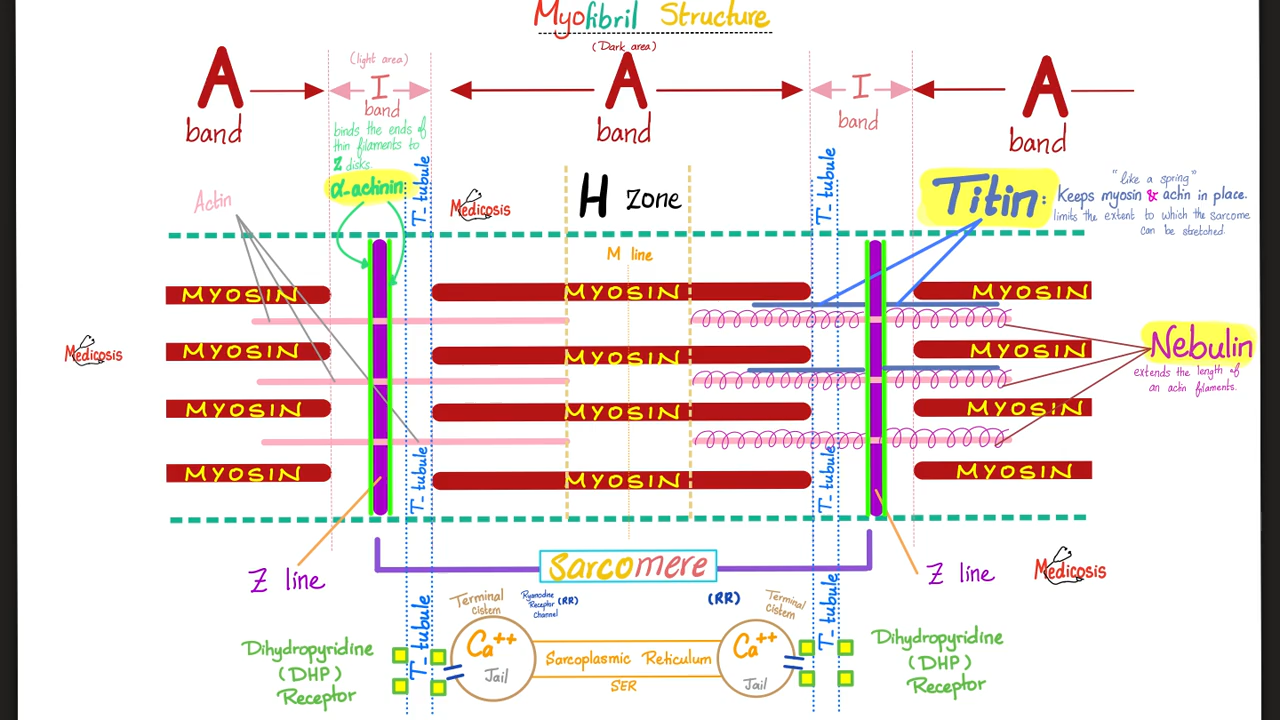 Myofibril Structure
(Dark area)
A
band
(light area)
I
band
A
band
I
band
A
band
binds the ends of
thin filaments to
Z disks.
α-actinin
T-tubule
T-tubule
Actin
Medicosis
H zone
Titin:
"like a spring"
Keeps myosin & actin in place.
limits the extent to which the sarcome
can be stretched.
M line
MYOSIN
MYOSIN
MYOSIN
Medicosis
MYOSIN
MYOSIN
MYOSIN
Nebulin
extends the length of
an actin filaments.
MYOSIN
MYOSIN
MYOSIN
MYOSIN
MYOSIN
MYOSIN
T-tubule
T-tubule
Z line
Sarcomere
Z line
Medicosis
T-tubule
T-tubule
Terminal
Cistern
Ryanodine
Receptor (RR)
Channel
(RR)
Terminal
Cistern
Dihydropyridine
(DHP)
Receptor
Ca++
Jail
Sarcoplasmic Reticulum
SER
Ca++
Jail
Dihydropyridine
(DHP)
Receptor